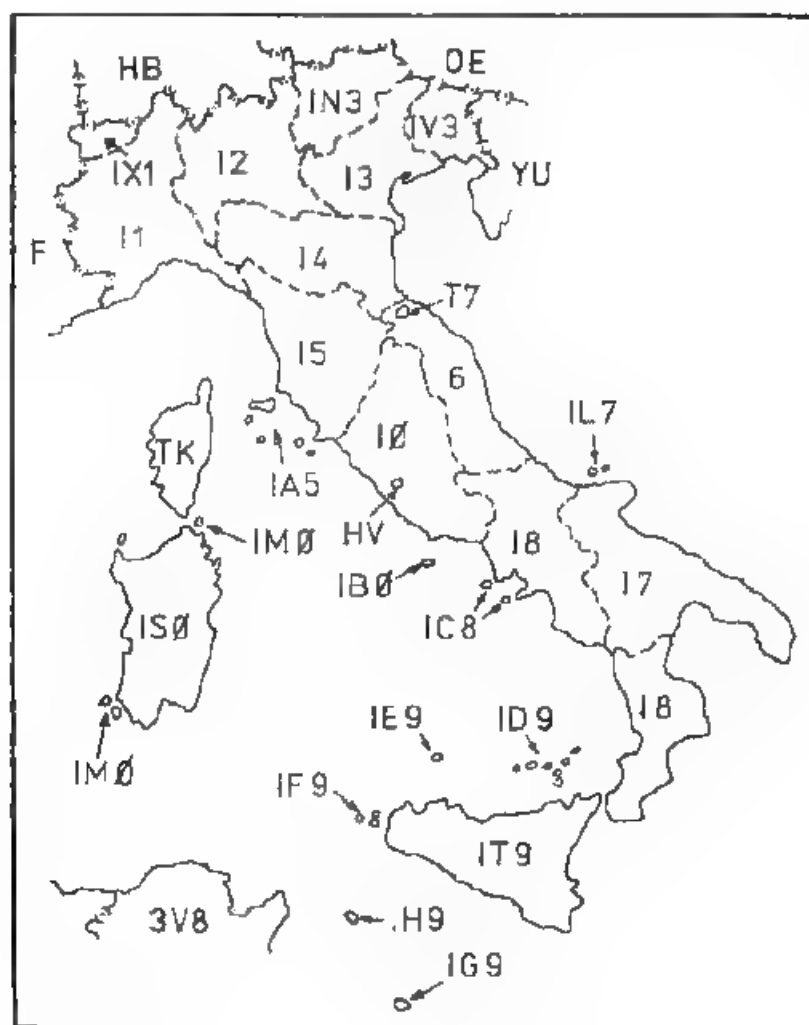 HB
OE
IN3
IV3
IX1
I2
I3
YU
F
I1
I4
T7
I5
6
IL7
IØ
TK
IA5
IMØ
HV
I8
IBØ
I7
IC8
ISØ
I8
IE9
ID9
IMØ
IF9
IT9
3V8
.H9
IG9